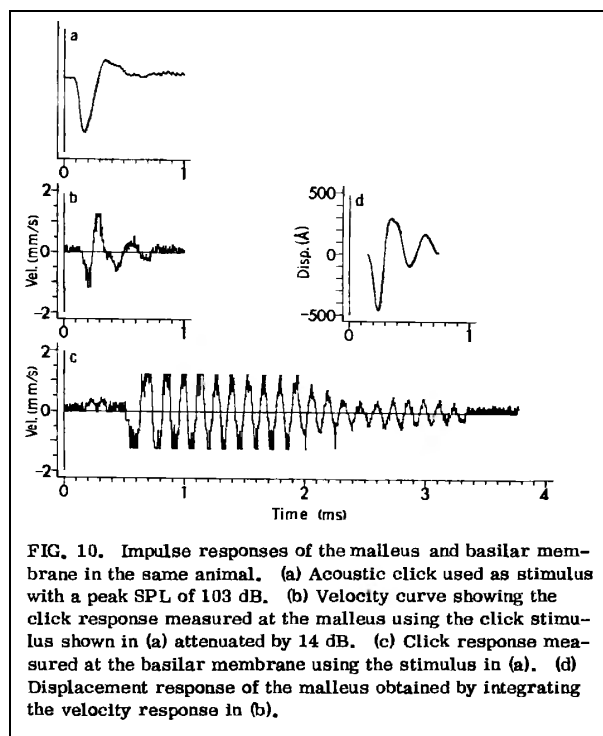 a
0
1
2
b
Vel. (mm/s)
0
-2
0
1
500
d
Disp. (Å)
0
-500
0
1
2
c
Vel. (mm/s)
0
-2
0
1
2
3
4
Time (ms)
FIG. 10. Impulse responses of the malleus and basilar mem-
brane in the same animal. (a) Acoustic click used as stimulus
with a peak SPL of 103 dB. (b) Velocity curve showing the
click response measured at the malleus using the click stimu-
lus shown in (a) attenuated by 14 dB. (c) Click response mea-
sured at the basilar membrane using the stimulus in (a). (d)
Displacement response of the malleus obtained by integrating
the velocity response in (b).